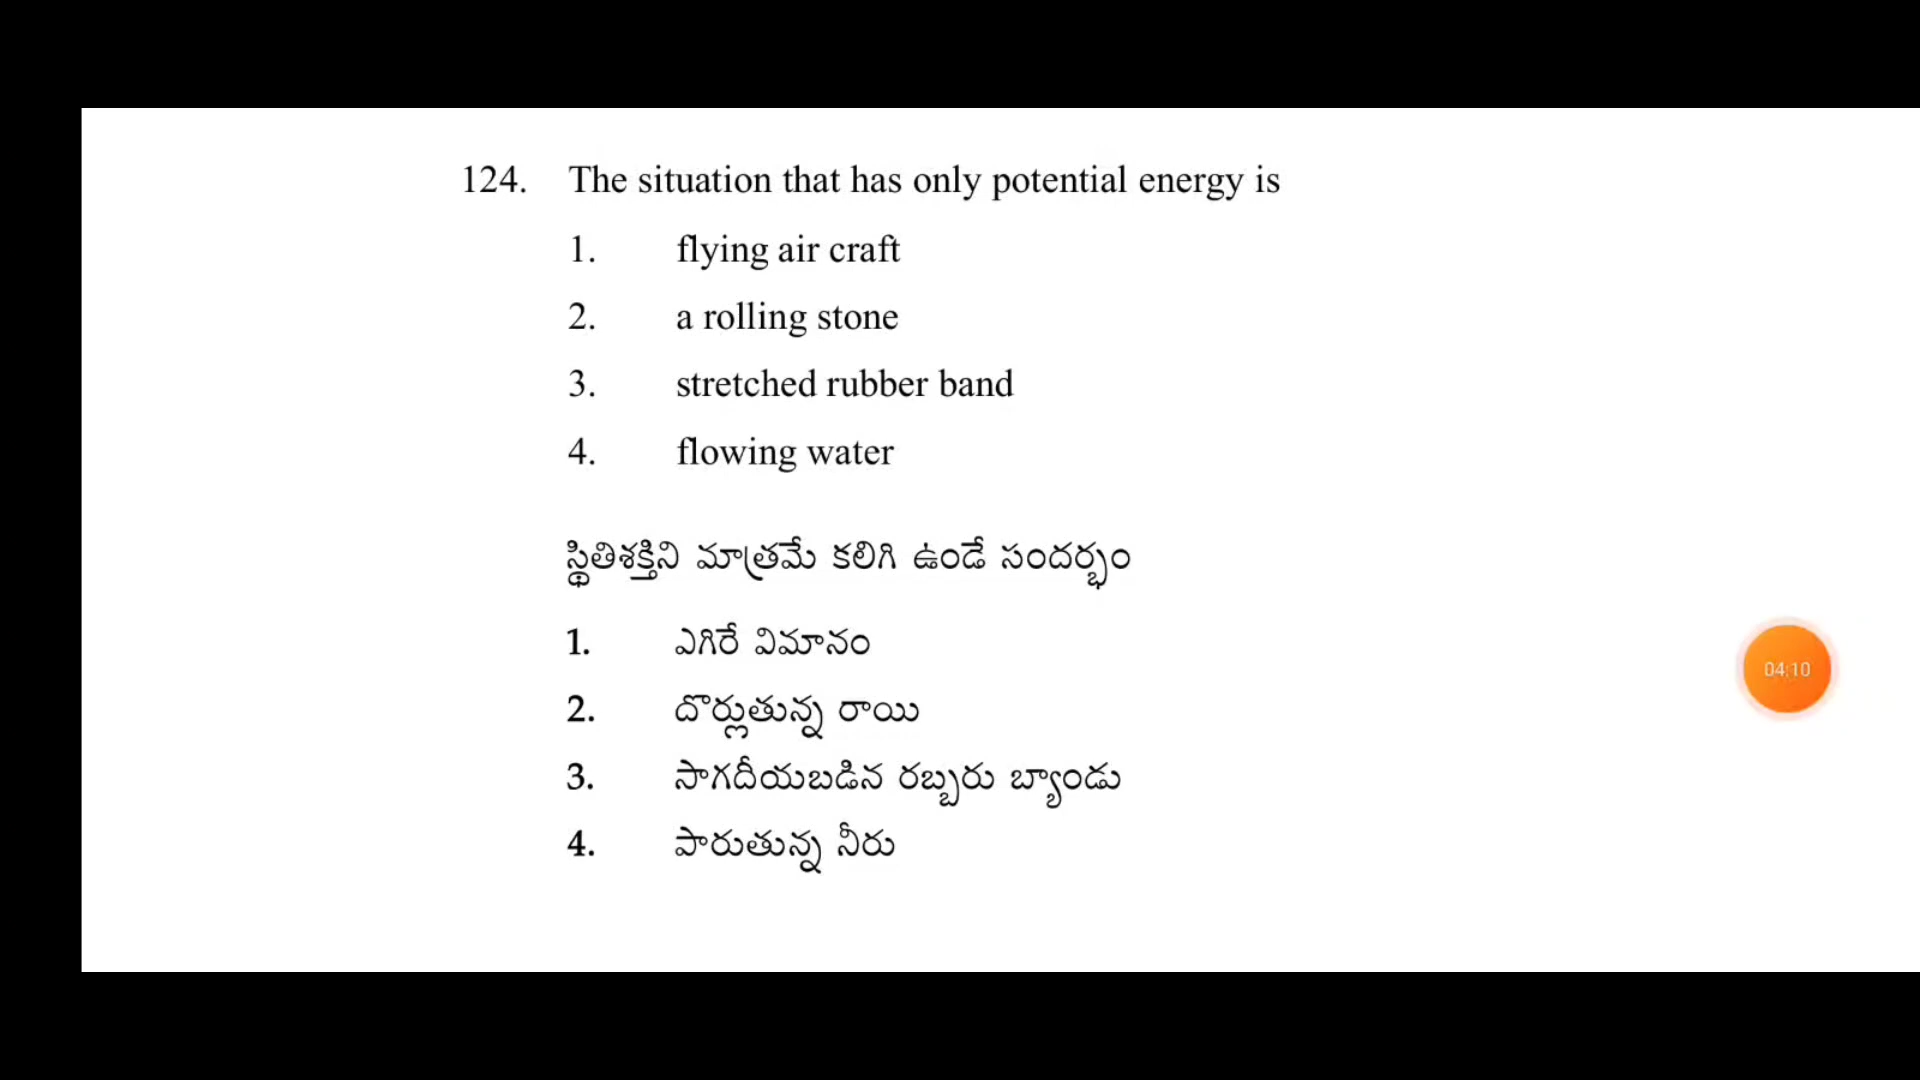 124. The situation that has only potential energy is
1. flying air craft
2. a rolling stone
3. stretched rubber band
4. flowing water
స్థితిశక్తిని మాత్రమే కలిగి ఉండే సందర్భం
1. ఎగిరే విమానం
2. దొర్లుతున్న రాయి
3. సాగదీయబడిన రబ్బరు బ్యాండు
4. పారుతున్న నీరు
04:10